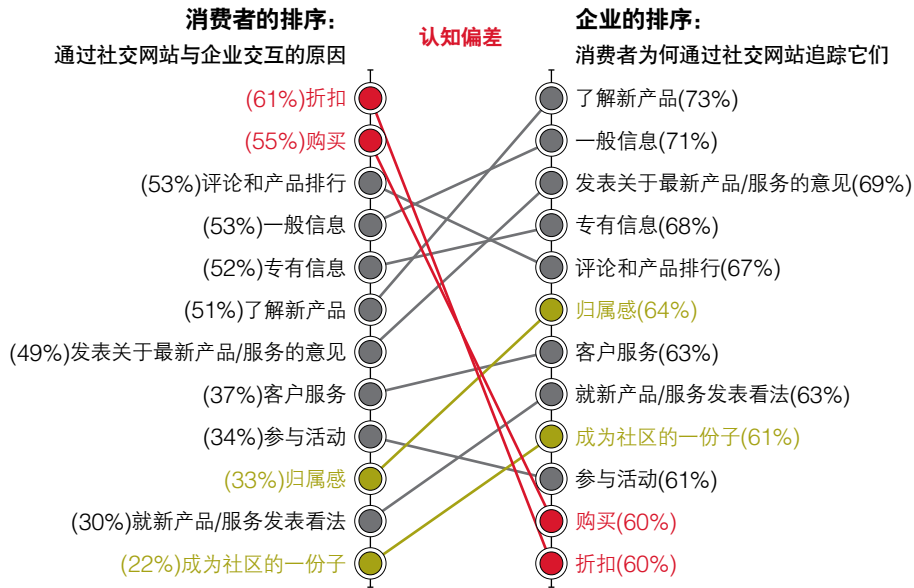 消费者的排序：
通过社交网站与企业交互的原因
认知偏差
企业的排序：
消费者为何通过社交网站追踪它们
(61%)折扣
(55%)购买
(53%)评论和产品排行
(53%)一般信息
(52%)专有信息
(51%)了解新产品
(49%)发表关于最新产品/服务的意见
(37%)客户服务
(34%)参与活动
(33%)归属感
(30%)就新产品/服务发表看法
(22%)成为社区的一份子
了解新产品(73%)
一般信息(71%)
发表关于最新产品/服务的意见(69%)
专有信息(68%)
评论和产品排行(67%)
归属感(64%)
客户服务(63%)
就新产品/服务发表看法(63%)
成为社区的一份子(61%)
参与活动(61%)
购买(60%)
折扣(60%)